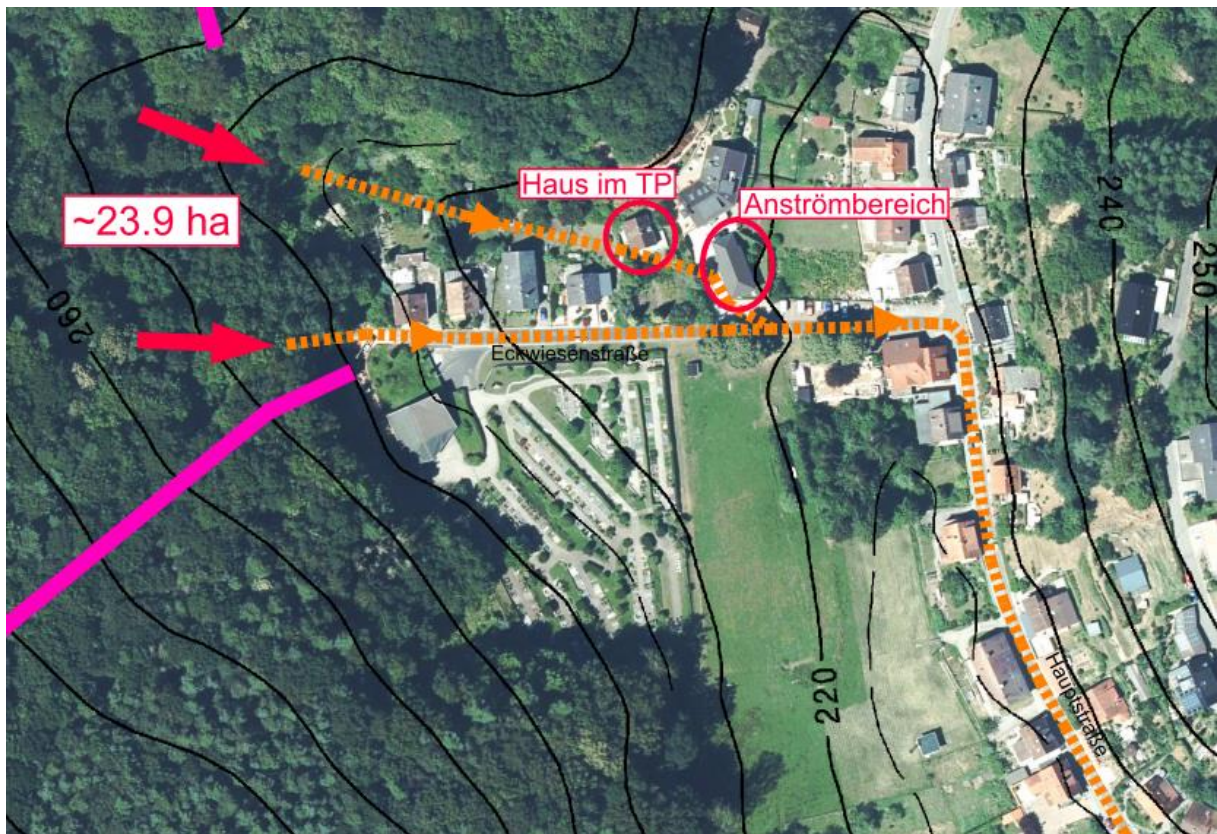 Haus im TP
Anströmbereich
~23.9 ha
240
250
260
Eckwiesenstraße
220
Hauptstraße